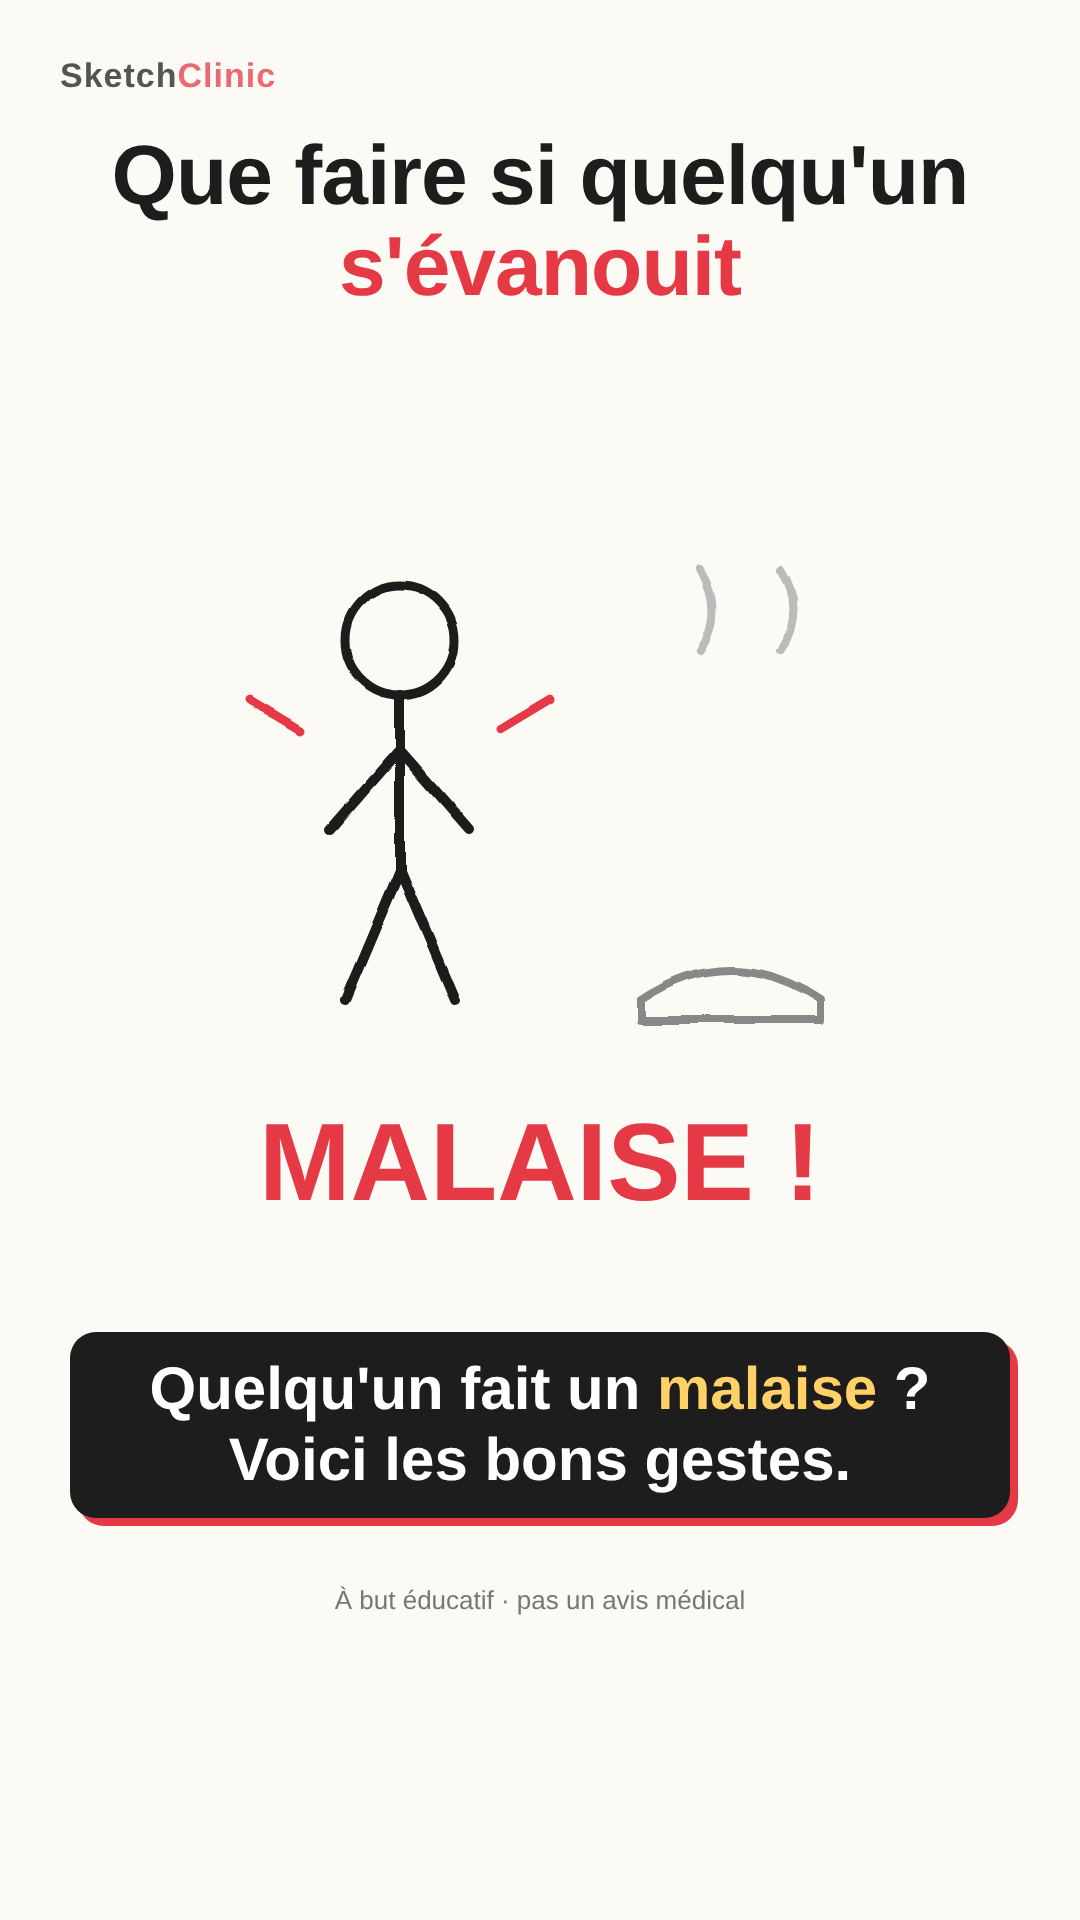 SketchClinic
Que faire si quelqu'un
s'évanouit
MALAISE !
Quelqu'un fait un malaise ?
Voici les bons gestes.
À but éducatif · pas un avis médical